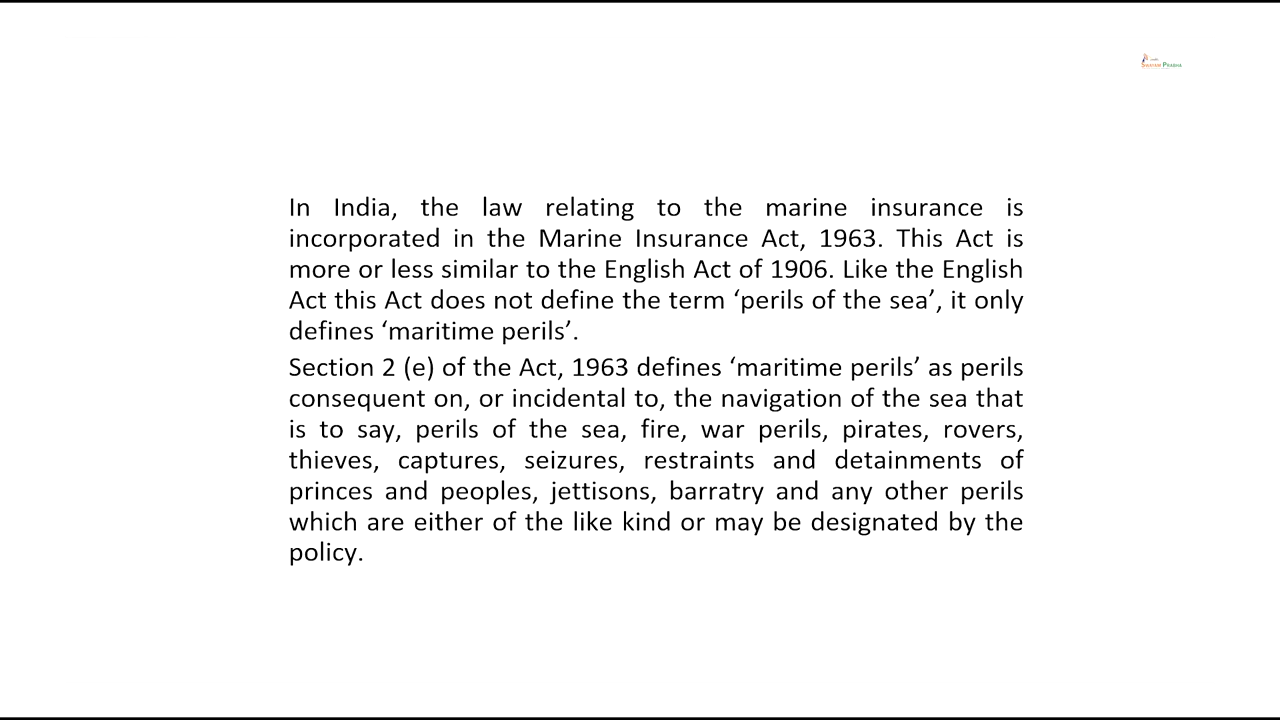 SWAYAM PRABHA
In India, the law relating to the marine insurance is
incorporated in the Marine Insurance Act, 1963. This Act is
more or less similar to the English Act of 1906. Like the English
Act this Act does not define the term ‘perils of the sea’, it only
defines ‘maritime perils’.
Section 2 (e) of the Act, 1963 defines ‘maritime perils’ as perils
consequent on, or incidental to, the navigation of the sea that
is to say, perils of the sea, fire, war perils, pirates, rovers,
thieves, captures, seizures, restraints and detainments of
princes and peoples, jettisons, barratry and any other perils
which are either of the like kind or may be designated by the
policy.